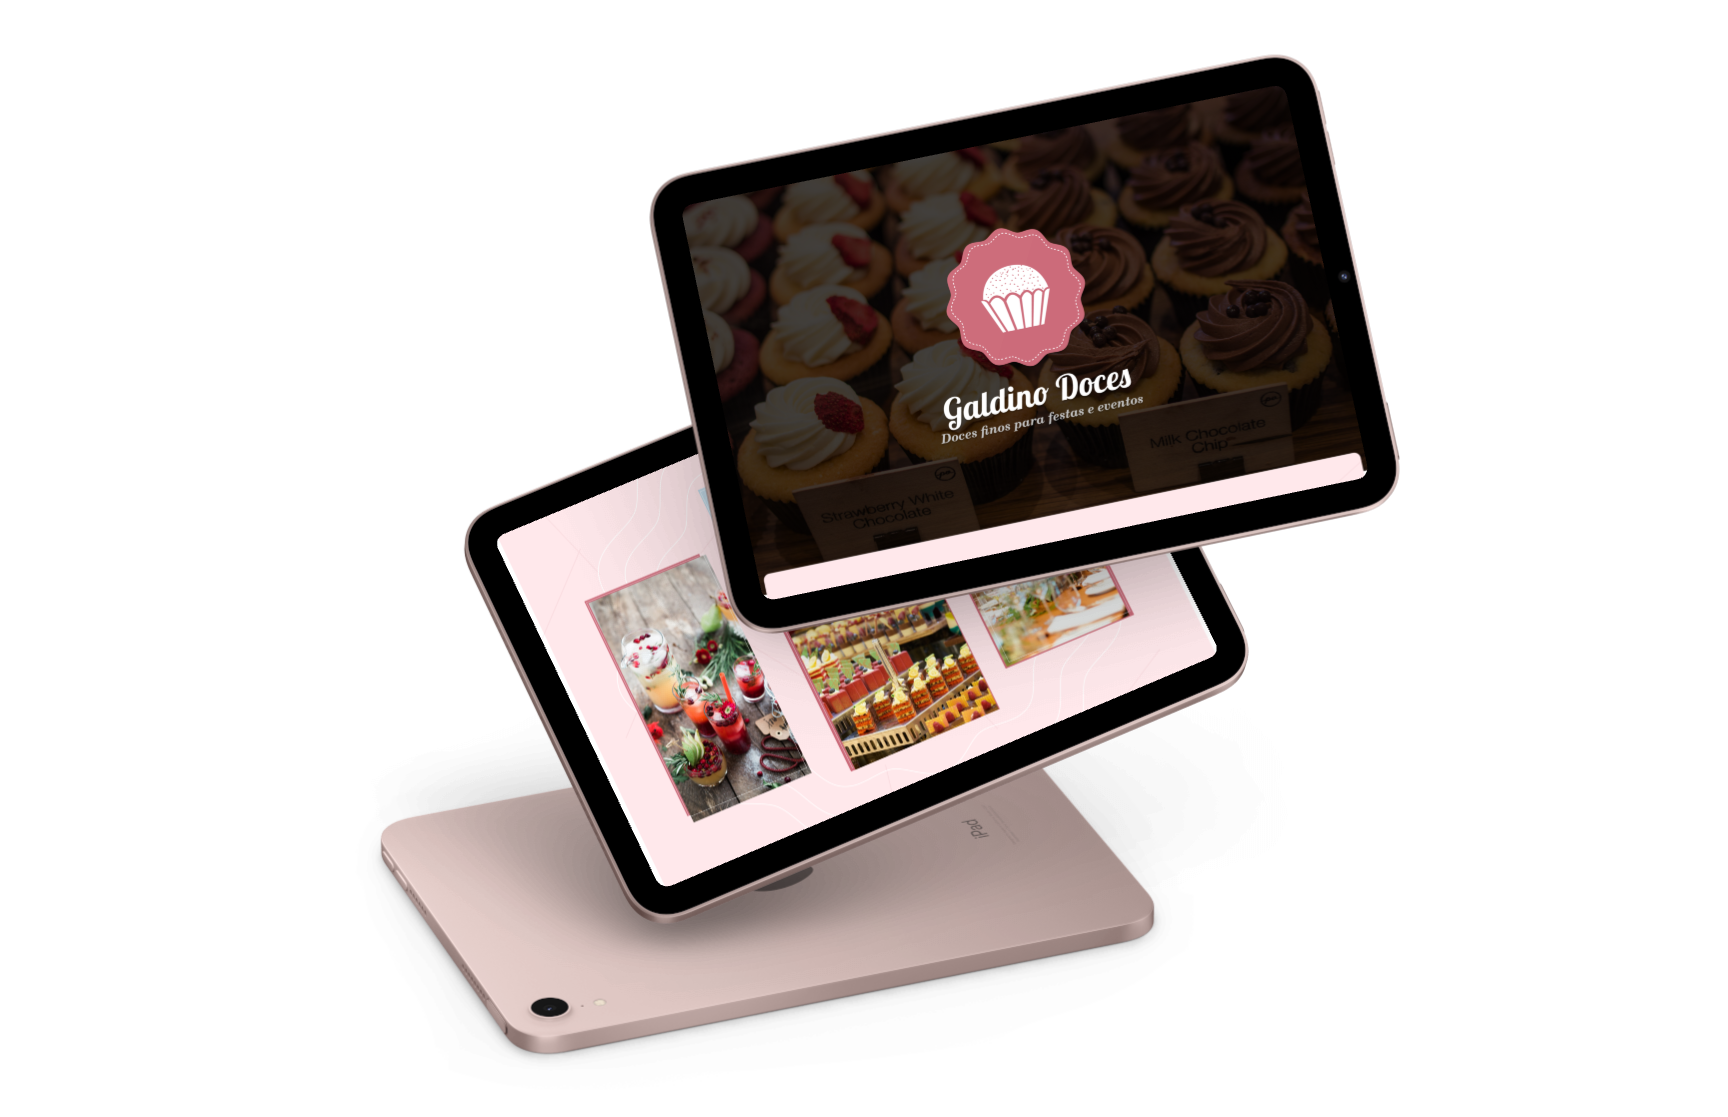 Galdino Doces
Doces finos para festas e eventos
Milk Chocolate
Chip
Strawberry White
Chocolate
iPad